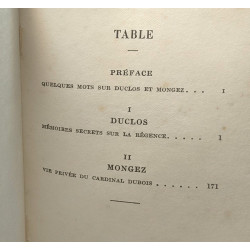 TABLE
PRÉFACE
QUELQUES MOTS SUR DUCLOS ET MONGEZ. . . I
I
DUCLOS
MÉMOIRES SECRETS SUR LA RÉGENCE. . . . . 1
II
MONGEZ
VIE PRIVÉE DU CARDINAL DUBOIS . . . . . . 171